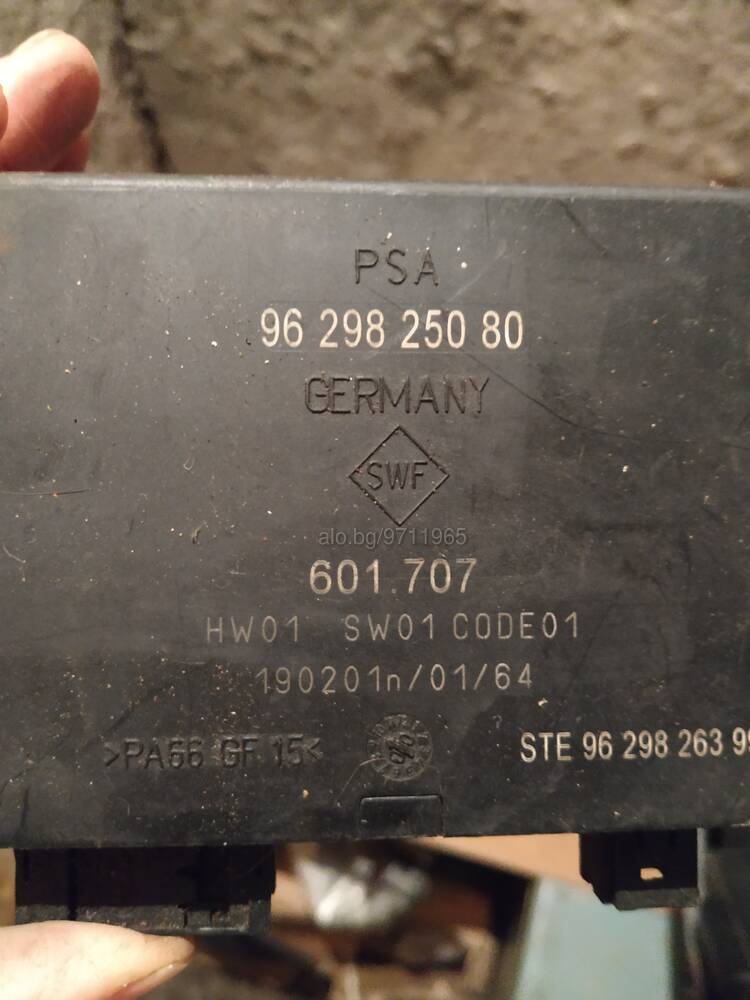 PSA
96 298 250 80
GERMANY
SWF
alo.bg/9711965
601.707
HW01 SW01 CODE01
190201n/01/64
>PA66 GF 15<
STE 96 298 263 99